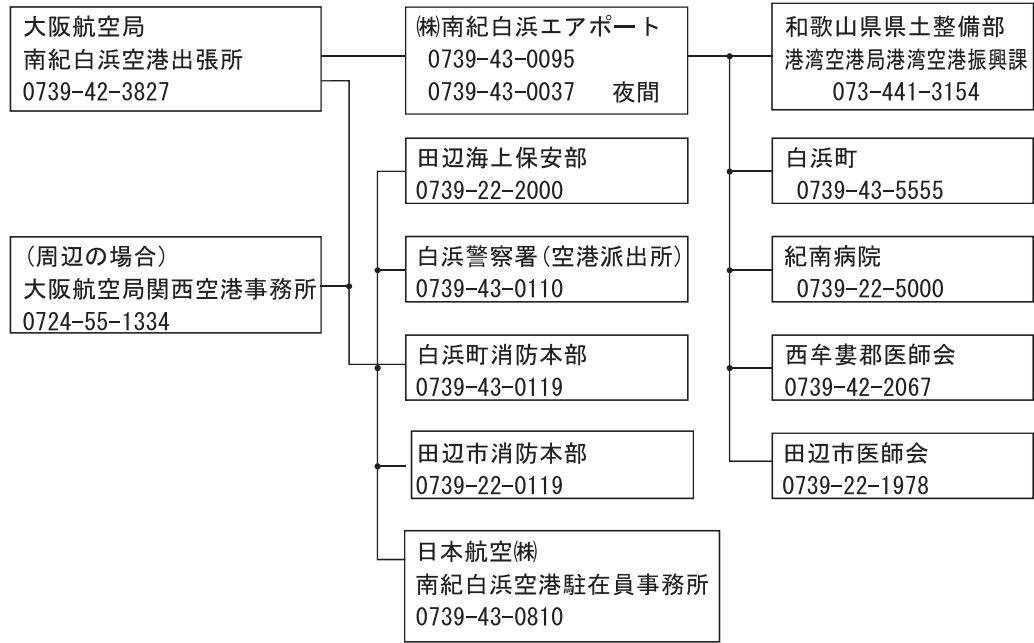 大阪航空局
南紀白浜空港出張所
0739-42-3827
(周辺の場合)
大阪航空局関西空港事務所
0724-55-1334
㈱南紀白浜エアポート
0739-43-0095
0739-43-0037 夜間
田辺海上保安部
0739-22-2000
白浜警察署(空港派出所)
0739-43-0110
白浜町消防本部
0739-43-0119
田辺市消防本部
0739-22-0119
日本航空㈱
南紀白浜空港駐在員事務所
0739-43-0810
和歌山県県土整備部
港湾空港局港湾空港振興課
073-441-3154
白浜町
0739-43-5555
紀南病院
0739-22-5000
西牟婁郡医師会
0739-42-2067
田辺市医師会
0739-22-1978